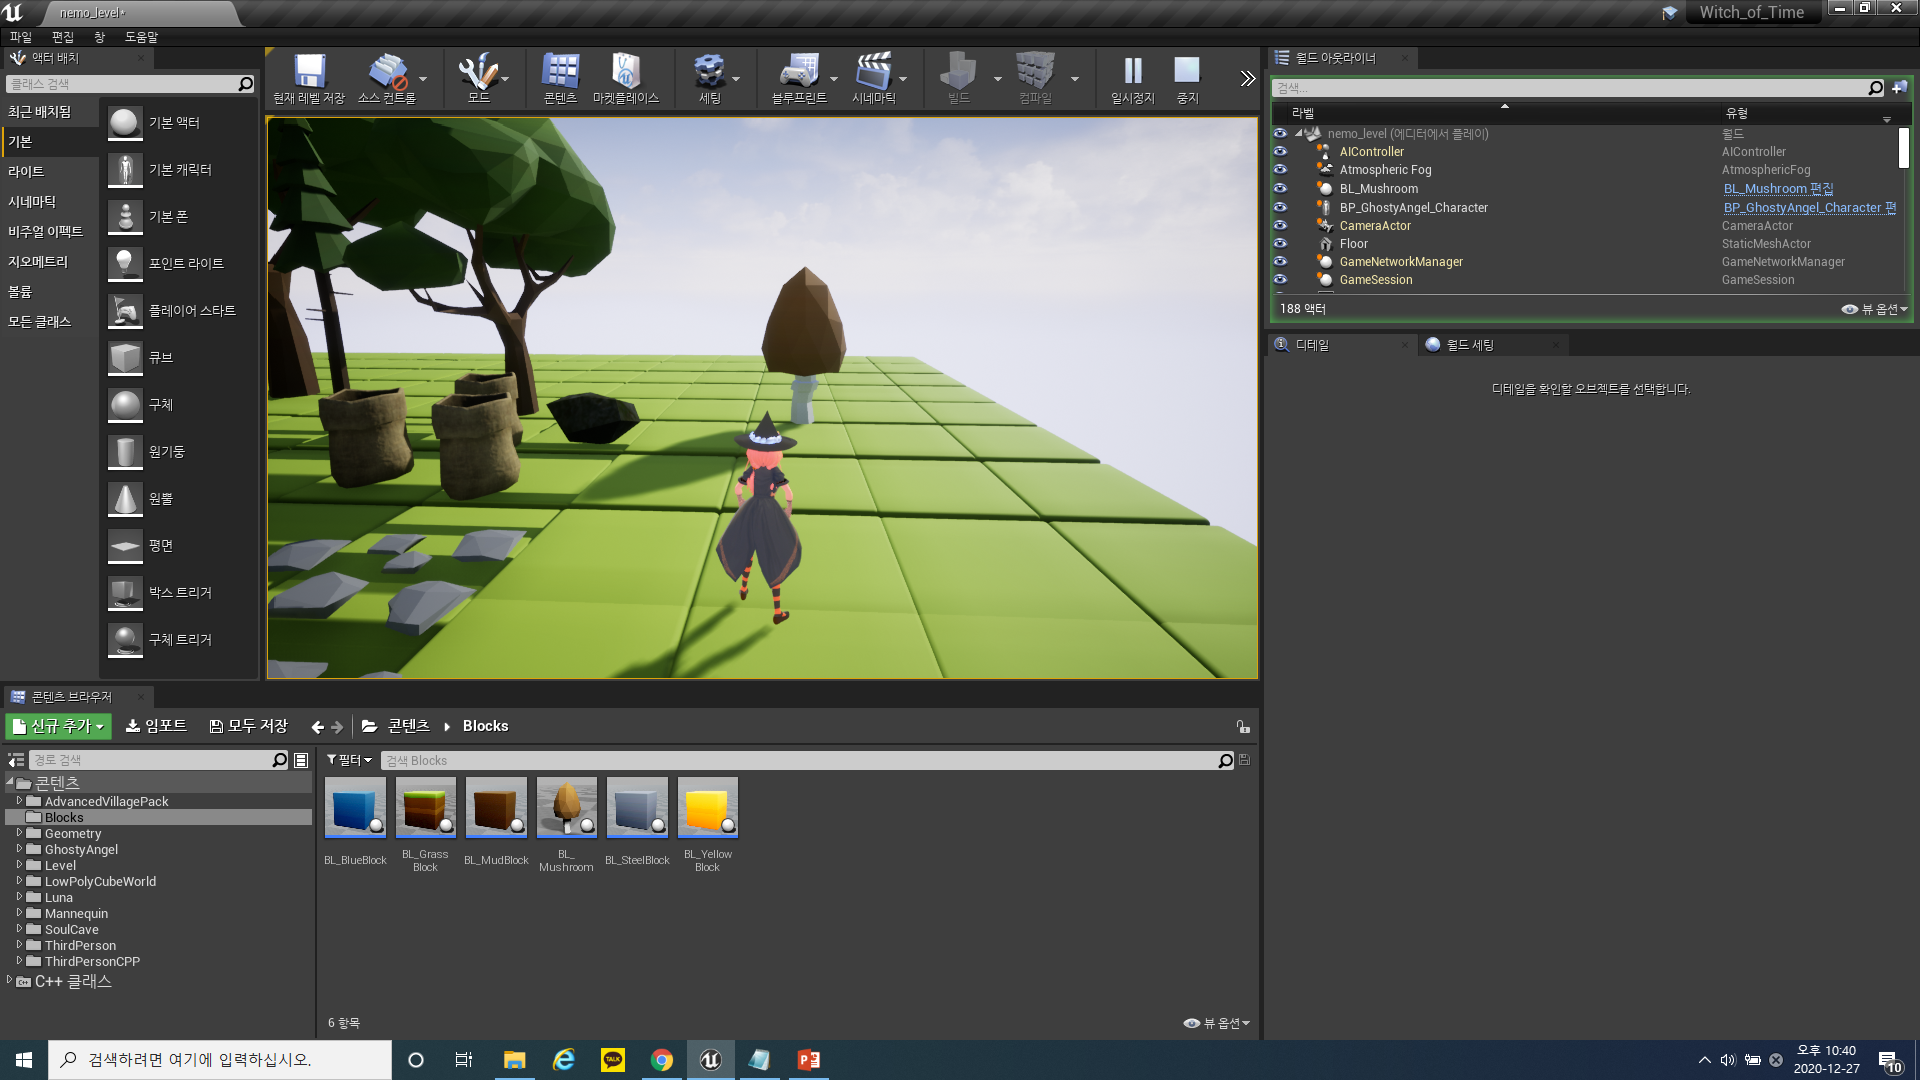 nemo_level*
Witch_of_Time
파일 편집 창 도움말
액터 배치
클래스 검색
최근 배치됨
기본
라이트
시네마틱
비주얼 이펙트
지오메트리
볼륨
모든 클래스
기본 액터
기본 캐릭터
기본 폰
포인트 라이트
플레이어 스타트
큐브
구체
원기둥
원뿔
평면
박스 트리거
구체 트리거
현재 레벨 저장 소스 컨트롤 모드 콘텐츠 마켓플레이스 세팅 블루프린트 시네마틱 빌드 컴파일 일시정지 중지
월드 아웃라이너
검색...
라벨 유형
nemo_level (에디터에서 플레이) 월드
AIController AIController
Atmospheric Fog AtmosphericFog
BL_Mushroom BL_Mushroom 편집
BP_GhostyAngel_Character BP_GhostyAngel_Character 편
CameraActor CameraActor
Floor StaticMeshActor
GameNetworkManager GameNetworkManager
GameSession GameSession
188 액터 뷰 옵션
디테일 월드 세팅
디테일을 확인할 오브젝트를 선택합니다.
콘텐츠 브라우저
신규 추가 임포트 모두 저장 콘텐츠 Blocks
경로 검색
콘텐츠
AdvancedVillagePack
Blocks
Geometry
GhostyAngel
Level
LowPolyCubeWorld
Luna
Mannequin
SoulCave
ThirdPerson
ThirdPersonCPP
C++ 클래스
필터 검색 Blocks
BL_BlueBlock
BL_Grass
Block
BL_MudBlock
BL_
Mushroom
BL_SteelBlock
BL_Yellow
Block
6 항목 뷰 옵션
검색하려면 여기에 입력하십시오.
TALK
오후 10:40
2020-12-27
10